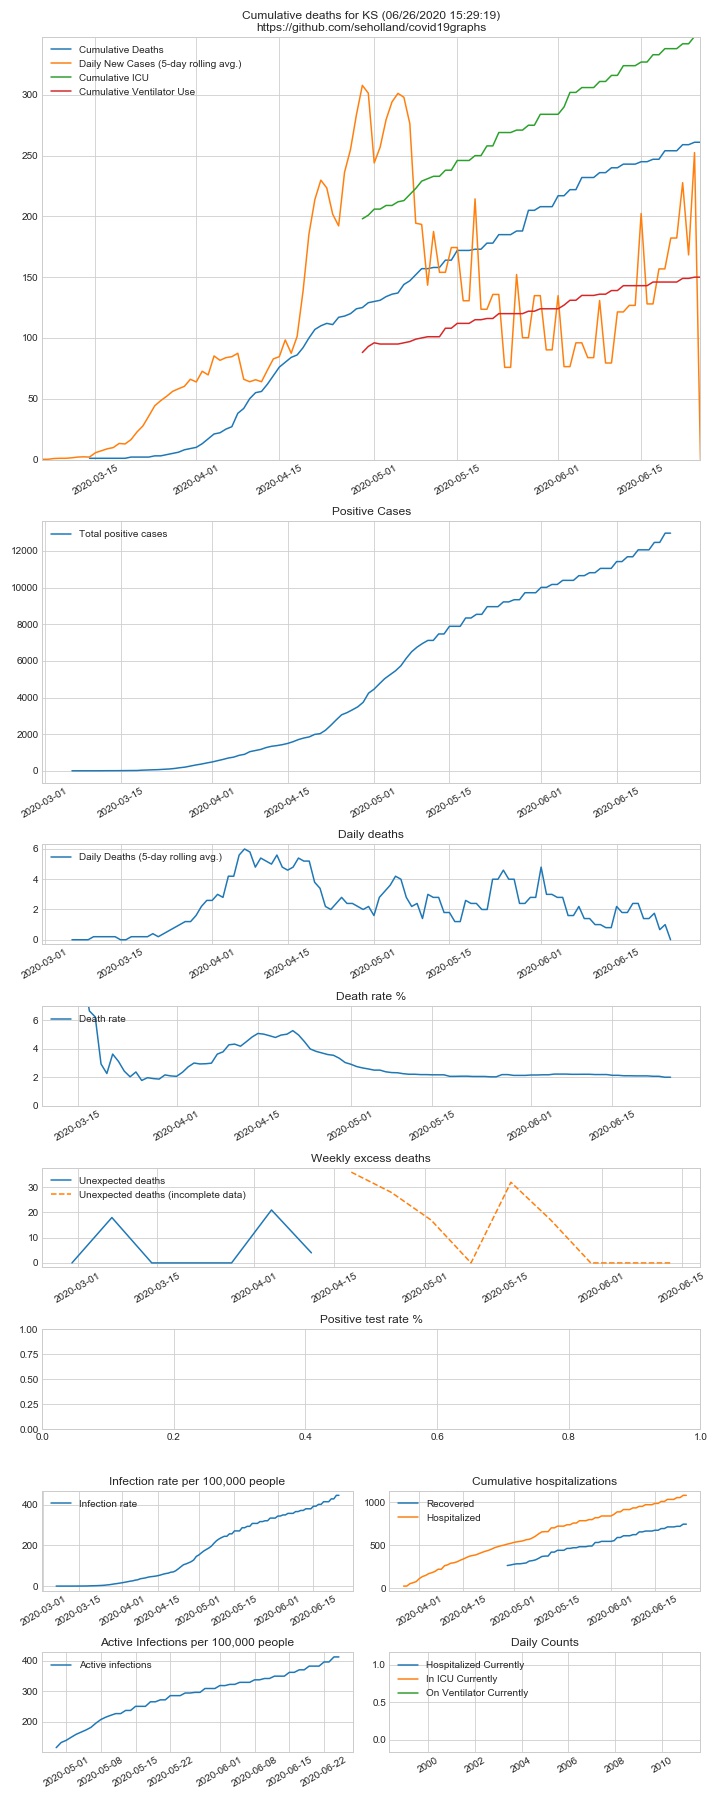 Cumulative deaths for KS (06/26/2020 15:29:19)
https://github.com/seholland/covid19graphs
Cumulative Deaths
Daily New Cases (5-day rolling avg.)
Cumulative ICU
Cumulative Ventilator Use
300
250
200
150
100
50
0
2020-03-15 2020-04-01 2020-04-15 2020-05-01 2020-05-15 2020-06-01 2020-06-15
Positive Cases
Total positive cases
12000
10000
8000
6000
4000
2000
0
2020-03-01 2020-03-15 2020-04-01 2020-04-15 2020-05-01 2020-05-15 2020-06-01 2020-06-15
Daily deaths
Daily Deaths (5-day rolling avg.)
6
4
2
0
2020-03-01 2020-03-15 2020-04-01 2020-04-15 2020-05-01 2020-05-15 2020-06-01 2020-06-15
Death rate %
Death rate
6
4
2
0
2020-03-15 2020-04-01 2020-04-15 2020-05-01 2020-05-15 2020-06-01 2020-06-15
Weekly excess deaths
Unexpected deaths
Unexpected deaths (incomplete data)
30
20
10
0
2020-03-01 2020-03-15 2020-04-01 2020-04-15 2020-05-01 2020-05-15 2020-06-01 2020-06-15
Positive test rate %
1.00
0.75
0.50
0.25
0.00
0.0 0.2 0.4 0.6 0.8 1.0
Infection rate per 100,000 people
Infection rate
400
200
0
2020-03-01 2020-03-15 2020-04-01 2020-04-15 2020-05-01 2020-05-15 2020-06-01 2020-06-15
Cumulative hospitalizations
Recovered
Hospitalized
1000
500
0
2020-04-01 2020-04-15 2020-05-01 2020-05-15 2020-06-01 2020-06-15
Active Infections per 100,000 people
Active infections
400
300
200
2020-05-01 2020-05-08 2020-05-15 2020-05-22 2020-06-01 2020-06-08 2020-06-15 2020-06-22
Daily Counts
Hospitalized Currently
In ICU Currently
On Ventilator Currently
1.0
0.5
0.0
2000 2002 2004 2006 2008 2010